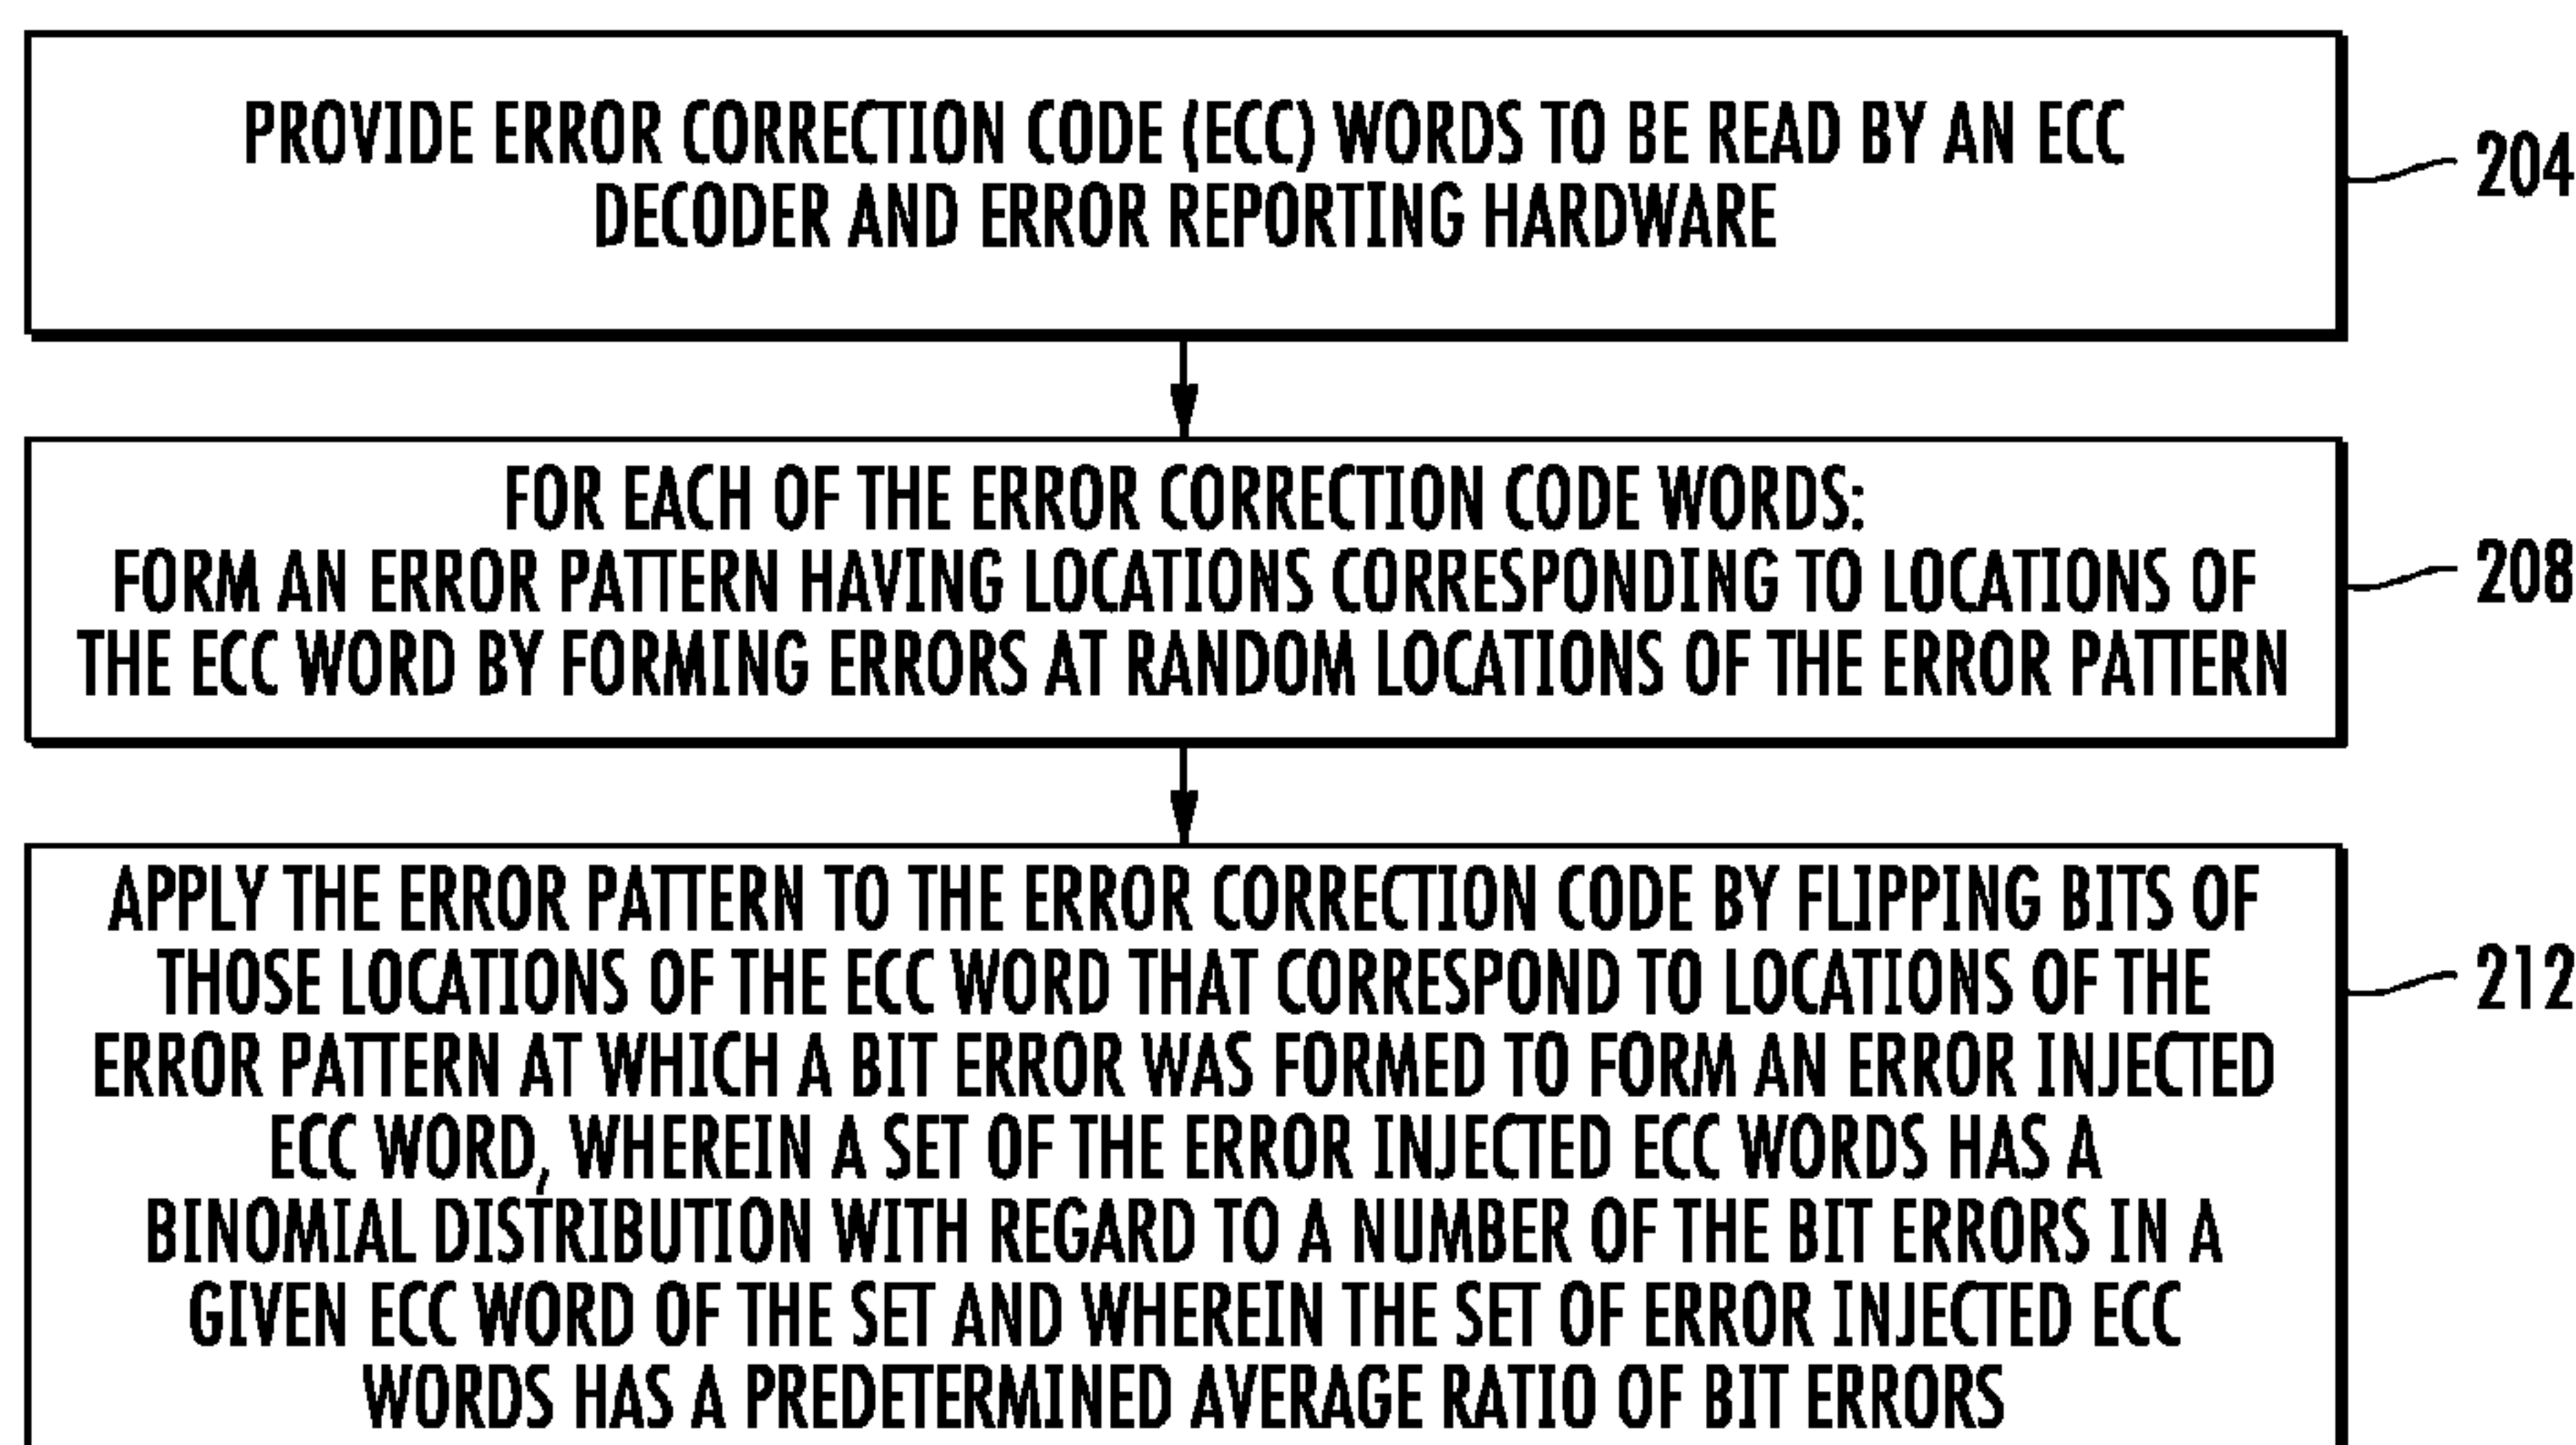 PROVIDE ERROR CORRECTION CODE (ECC) WORDS TO BE READ BY AN ECC
DECODER AND ERROR REPORTING HARDWARE
204
FOR EACH OF THE ERROR CORRECTION CODE WORDS:
FORM AN ERROR PATTERN HAVING LOCATIONS CORRESPONDING TO LOCATIONS OF
THE ECC WORD BY FORMING ERRORS AT RANDOM LOCATIONS OF THE ERROR PATTERN
208
APPLY THE ERROR PATTERN TO THE ERROR CORRECTION CODE BY FLIPPING BITS OF
THOSE LOCATIONS OF THE ECC WORD THAT CORRESPOND TO LOCATIONS OF THE
ERROR PATTERN AT WHICH A BIT ERROR WAS FORMED TO FORM AN ERROR INJECTED
ECC WORD, WHEREIN A SET OF THE ERROR INJECTED ECC WORDS HAS A
BINOMIAL DISTRIBUTION WITH REGARD TO A NUMBER OF THE BIT ERRORS IN A
GIVEN ECC WORD OF THE SET AND WHEREIN THE SET OF ERROR INJECTED ECC
WORDS HAS A PREDETERMINED AVERAGE RATIO OF BIT ERRORS
212